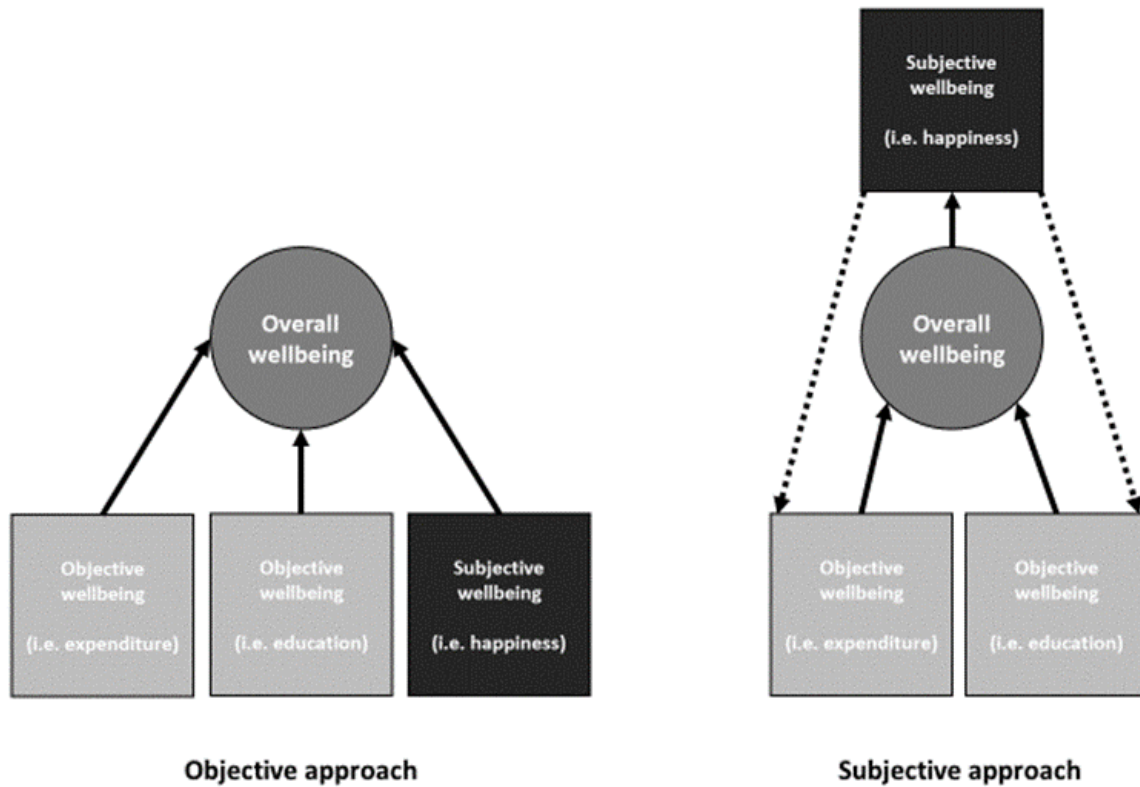 Subjective
wellbeing
(i.e. happiness)
Overall
wellbeing
Overall
wellbeing
Objective
wellbeing
(i.e. expenditure)
Objective
wellbeing
(i.e. education)
Subjective
wellbeing
(i.e. happiness)
Objective
wellbeing
(i.e. expenditure)
Objective
wellbeing
(i.e. education)
Objective approach
Subjective approach